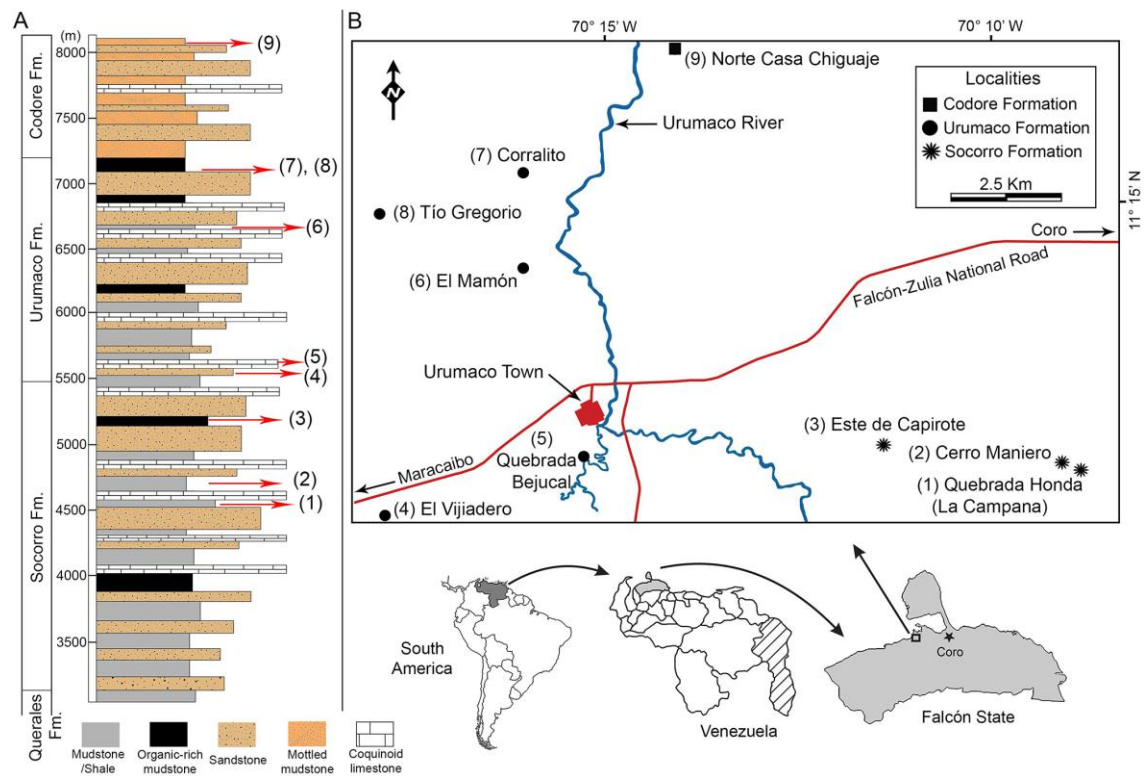 A
(m)
8000
7500
7000
6500
6000
5500
5000
4500
4000
3500
Codore Fm.
Urumaco Fm.
Socorro Fm.
Querales
Fm.
(9)
(7), (8)
(6)
(5)
(4)
(3)
(2)
(1)
Mudstone
/Shale
Organic-rich
mudstone
Sandstone
Mottled
mudstone
Coquinoid
limestone
B
70° 15' W
70° 10' W
N
(9) Norte Casa Chiguaje
Urumaco River
Localities
Codore Formation
Urumaco Formation
Socorro Formation
2.5 Km
11° 15' N
(7) Corralito
(8) Tío Gregorio
(6) El Mamón
Coro
Falcón-Zulia National Road
Urumaco Town
(5)
Quebrada
Bejucal
Maracaibo
(4) El Vijiadero
(3) Este de Capirote
(2) Cerro Maniero
(1) Quebrada Honda
(La Campana)
South
America
Venezuela
Coro
Falcón State